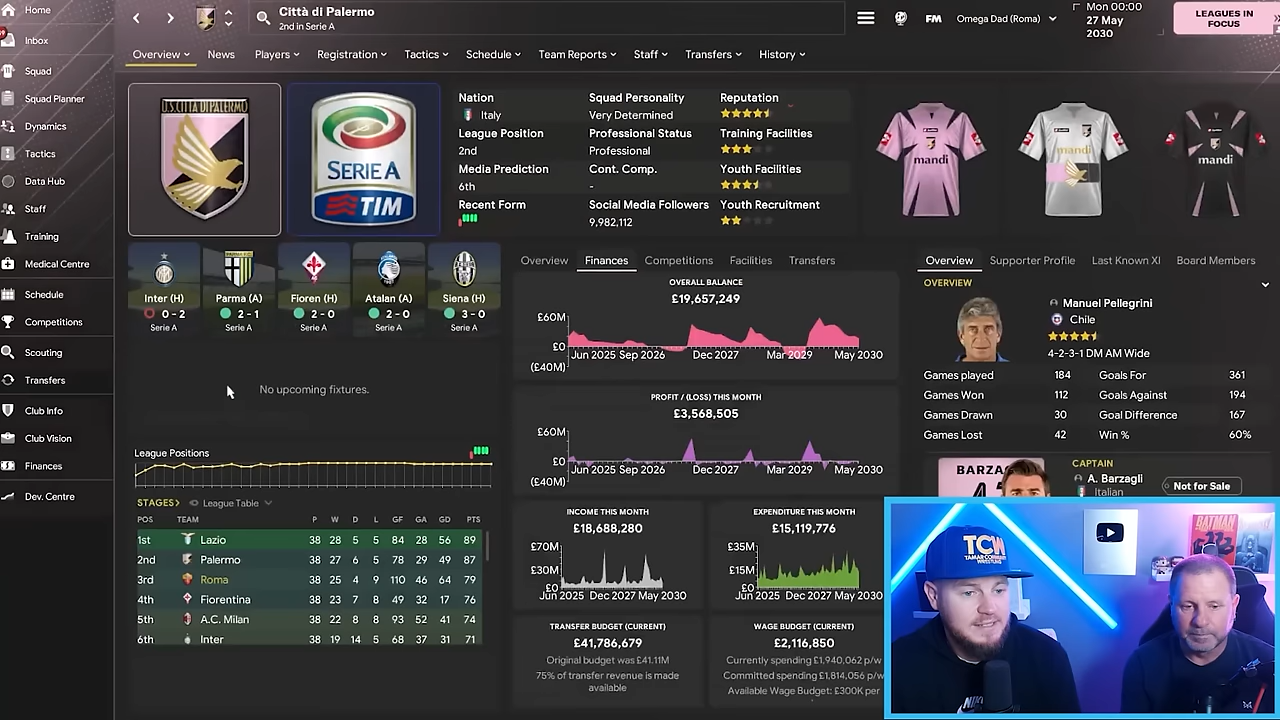 Home
Inbox
Squad
Squad Planner
Dynamics
Tactics
Data Hub
Staff
Training
Medical Centre
Schedule
Competitions
Scouting
Transfers
Club Info
Club Vision
Finances
Dev. Centre
Città di Palermo
2nd in Serie A
FM
Omega Dad (Roma)
Mon 00:00
27 May
2030
LEAGUES IN
FOCUS
Overview
News
Players
Registration
Tactics
Schedule
Team Reports
Staff
Transfers
History
U.S. CITTÀ DI PALERMO
SERIE A
TIM
Nation
Italy
League Position
2nd
Media Prediction
6th
Recent Form
Squad Personality
Very Determined
Professional Status
Professional
Cont. Comp.
-
Social Media Followers
9,982,112
Reputation
Training Facilities
Youth Facilities
Youth Recruitment
mandi
mandi
mandi
Inter (H)
0 - 2
Serie A
Parma (A)
2 - 1
Serie A
Fioren (H)
2 - 0
Serie A
Atalan (A)
2 - 0
Serie A
Siena (H)
3 - 0
Serie A
No upcoming fixtures.
League Positions
STAGES> League Table
POS TEAM P W D L GF GA GD PTS
1st Lazio 38 28 5 5 84 28 56 89
2nd Palermo 38 27 6 5 78 29 49 87
3rd Roma 38 25 4 9 110 46 64 79
4th Fiorentina 38 23 7 8 49 32 17 76
5th A.C. Milan 38 22 8 8 93 52 41 74
6th Inter 38 19 14 5 68 37 31 71
Overview Finances Competitions Facilities Transfers
OVERALL BALANCE
£19,657,249
£60M
£0
(£40M)
Jun 2025 Sep 2026 Dec 2027 Mar 2029 May 2030
PROFIT / (LOSS) THIS MONTH
£3,568,505
£60M
£0
(£40M)
Jun 2025 Sep 2026 Dec 2027 Mar 2029 May 2030
INCOME THIS MONTH
£18,688,280
£70M
£30M
£0
Jun 2025 Dec 2027 May 2030
EXPENDITURE THIS MONTH
£15,119,776
£35M
£15M
£0
Jun 2025 Dec 2027 May 2030
TRANSFER BUDGET (CURRENT)
£41,786,679
Original budget was £41.11M
75% of transfer revenue is made
available
WAGE BUDGET (CURRENT)
£2,116,850
Currently spending £1,940,062 p/w
Committed spending £1,814,056 p/w
Available Wage Budget: £300K per
Overview Supporter Profile Last Known XI Board Members
OVERVIEW
Manuel Pellegrini
Chile
4-2-3-1 DM AM Wide
Games played 184 Goals For 361
Games Won 112 Goals Against 194
Games Drawn 30 Goal Difference 167
Games Lost 42 Win % 60%
BARZAG
CAPTAIN
A. Barzagli
Italian
Not for Sale
TCW
TAMAR COMMUNITY
WRESTLING
BATMAN